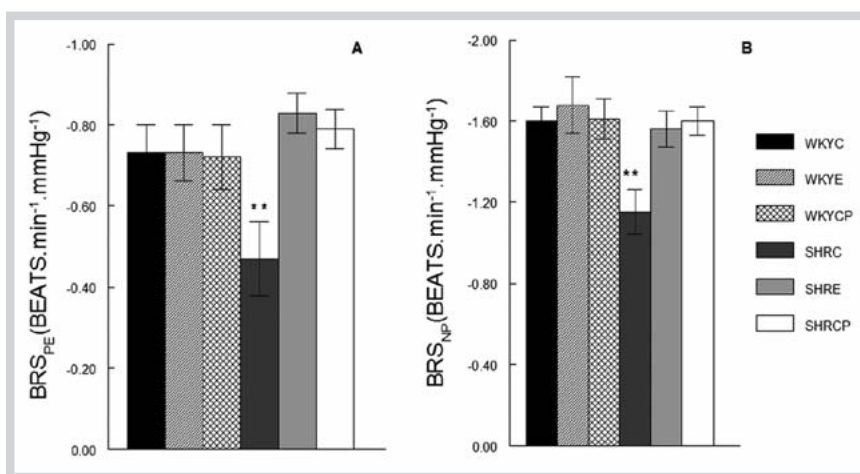 A
BRS_PE(BEATS.min⁻¹.mmHg⁻¹)
-1.00
-0.80
-0.60
-0.40
-0.20
0.00
**
B
BRS_NP(BEATS.min⁻¹.mmHg⁻¹)
-2.00
-1.60
-1.20
-0.80
-0.40
0.00
**
WKYC
WKYE
WKYCP
SHRC
SHRE
SHRCP